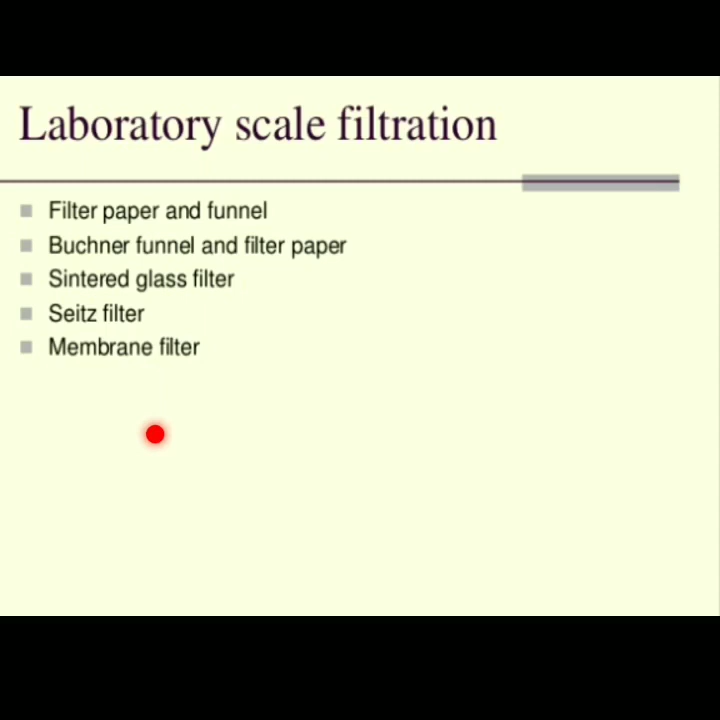 Laboratory scale filtration
Filter paper and funnel
Buchner funnel and filter paper
Sintered glass filter
Seitz filter
Membrane filter